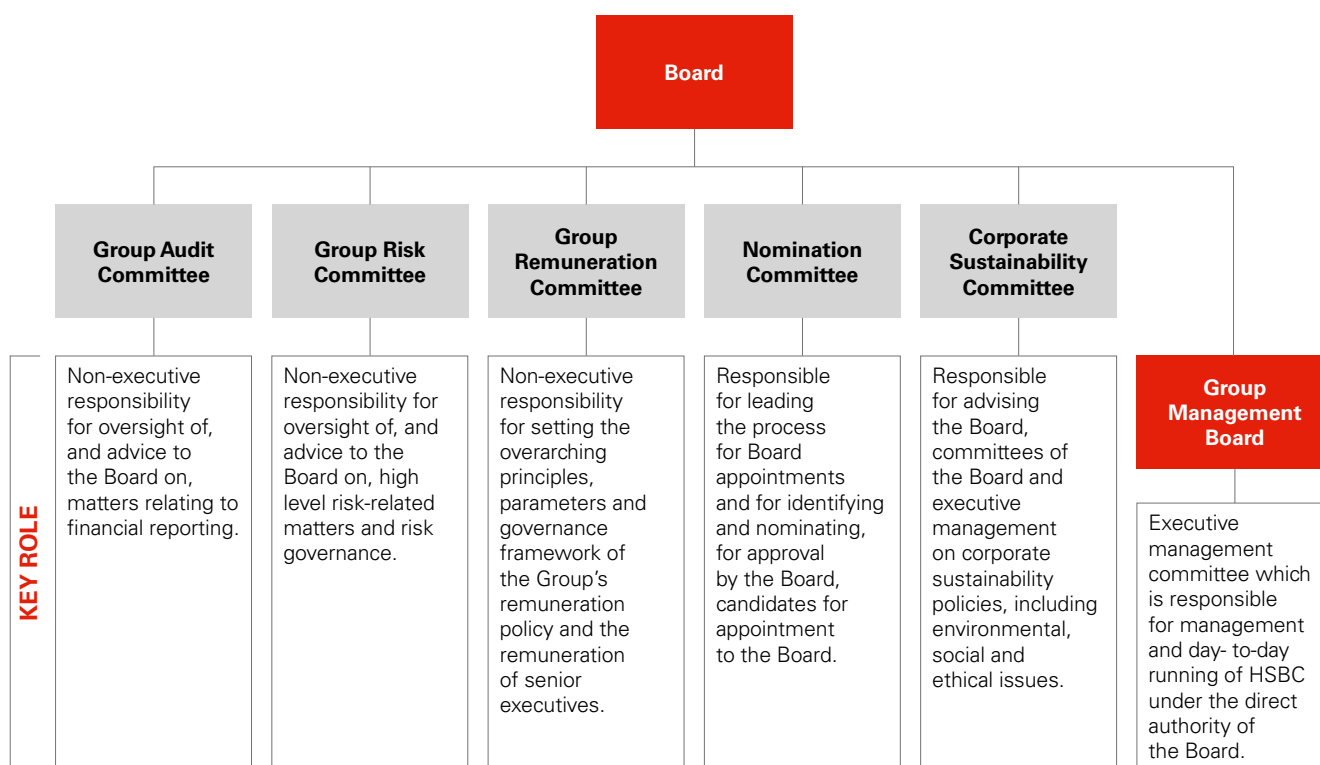 Board
Group Audit
Committee
Group Risk
Committee
Group
Remuneration
Committee
Nomination
Committee
Corporate
Sustainability
Committee
KEY ROLE
Non-executive
responsibility
for oversight of,
and advice to
the Board on,
matters relating to
financial reporting.
Non-executive
responsibility for
oversight of, and
advice to the
Board on, high
level risk-related
matters and risk
governance.
Non-executive
responsibility
for setting the
overarching
principles,
parameters and
governance
framework of
the Group's
remuneration
policy and the
remuneration
of senior
executives.
Responsible
for leading
the process
for Board
appointments
and for identifying
and nominating,
for approval
by the Board,
candidates for
appointment
to the Board.
Responsible
for advising
the Board,
committees of
the Board and
executive
management
on corporate
sustainability
policies, including
environmental,
social and
ethical issues.
Group
Management
Board
Executive
management
committee which
is responsible
for management
and day- to-day
running of HSBC
under the direct
authority of
the Board.